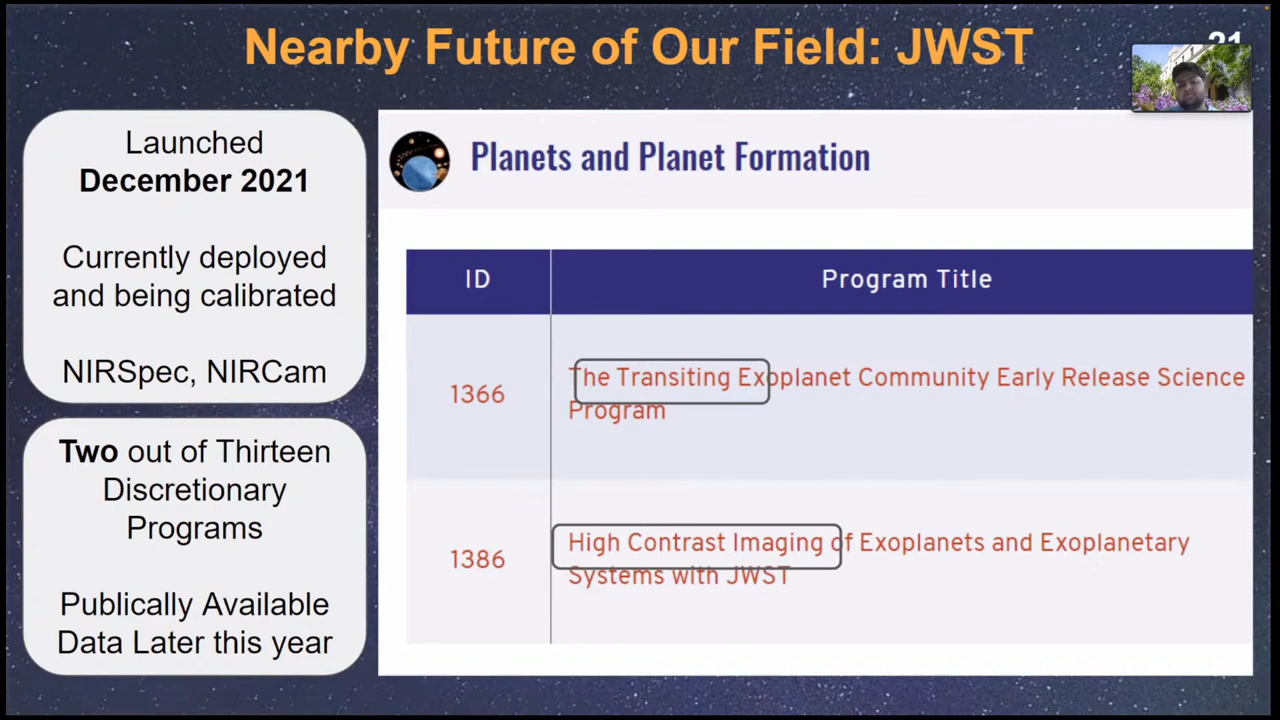 Nearby Future of Our Field: JWST
21
Launched
December 2021
Currently deployed
and being calibrated
NIRSpec, NIRCam
Two out of Thirteen
Discretionary
Programs
Publically Available
Data Later this year
Planets and Planet Formation
ID
Program Title
1366
The Transiting Exoplanet Community Early Release Science
Program
1386
High Contrast Imaging of Exoplanets and Exoplanetary
Systems with JWST